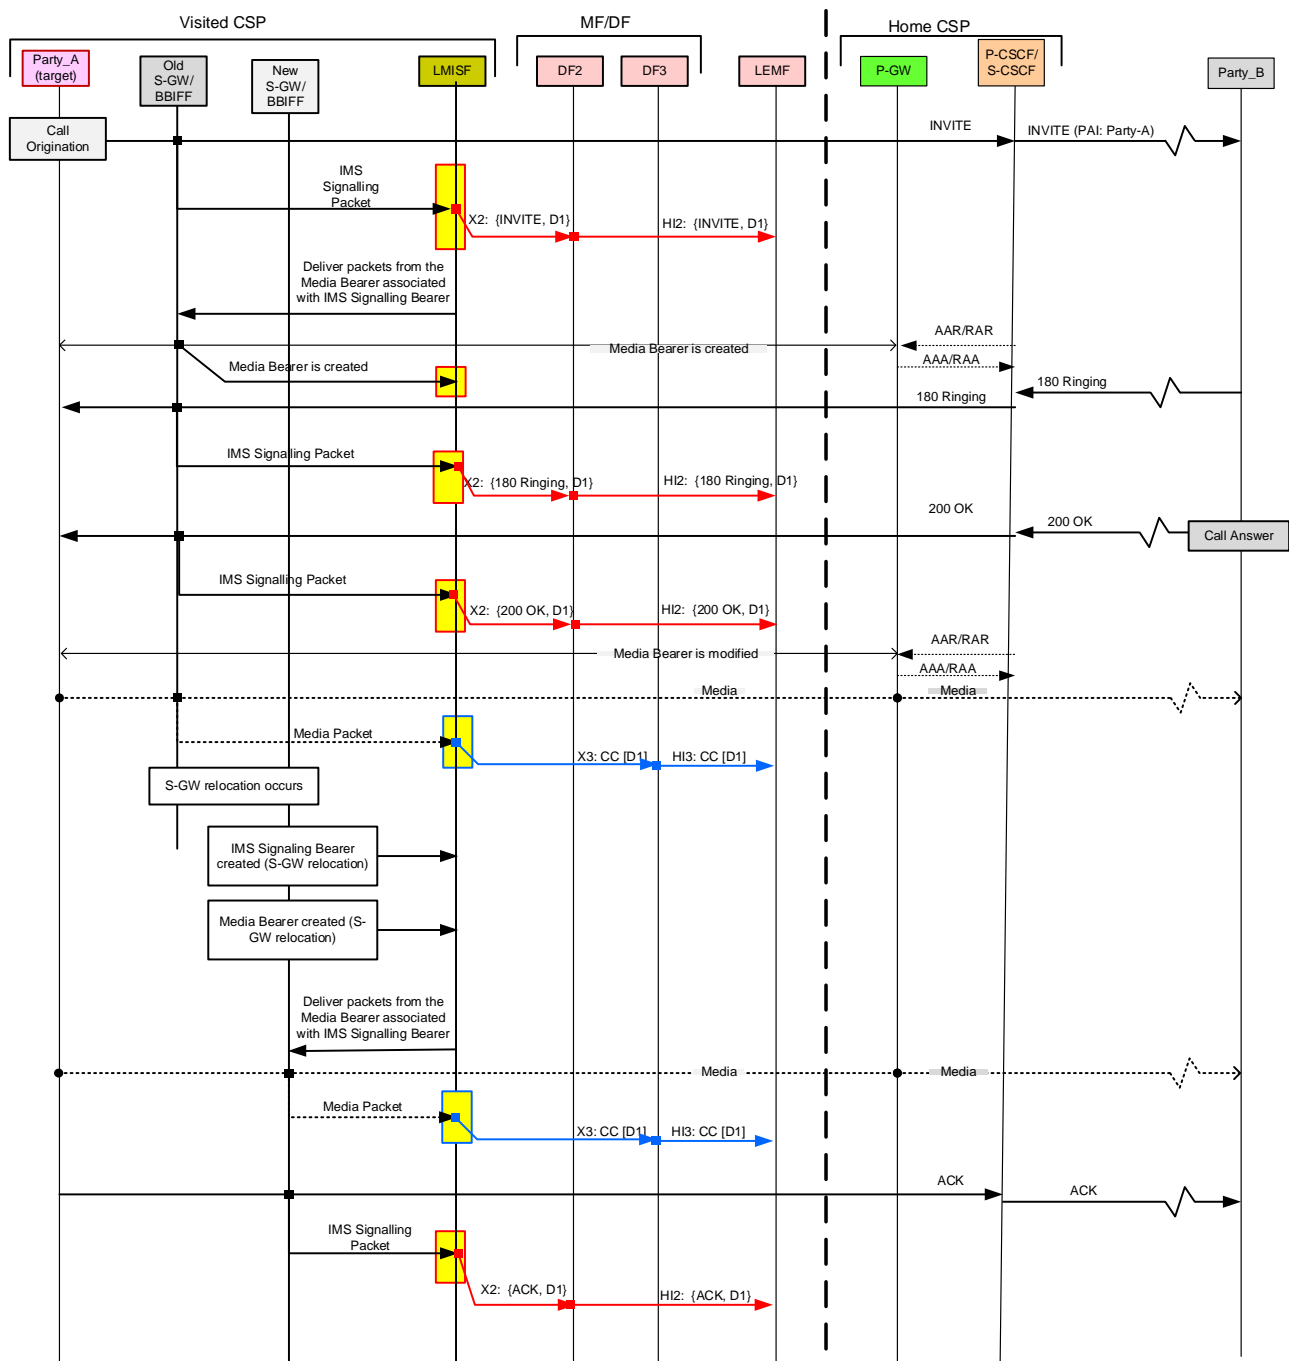 Visited CSP
MF/DF
Home CSP
Party_A
(target)
Old
S-GW/
BBIFF
New
S-GW/
BBIFF
LMISF
DF2
DF3
LEMF
P-GW
P-CSCF/
S-CSCF
Party_B
Call
Origination
INVITE
INVITE (PAI: Party-A)
IMS
Signalling
Packet
X2: {INVITE, D1}
HI2: {INVITE, D1}
Deliver packets from the
Media Bearer associated
with IMS Signalling Bearer
AAR/RAR
Media Bearer is created
Media Bearer is created
AAA/RAA
180 Ringing
180 Ringing
IMS Signalling Packet
X2: {180 Ringing, D1}
HI2: {180 Ringing, D1}
200 OK
200 OK
Call Answer
IMS Signalling Packet
X2: {200 OK, D1}
HI2: {200 OK, D1}
AAR/RAR
Media Bearer is modified
AAA/RAA
Media
Media
Media Packet
X3: CC [D1]
HI3: CC [D1]
S-GW relocation occurs
IMS Signaling Bearer
created (S-GW relocation)
Media Bearer created (S-
GW relocation)
Deliver packets from the
Media Bearer associated
with IMS Signalling Bearer
Media
Media
Media Packet
X3: CC [D1]
HI3: CC [D1]
ACK
ACK
IMS Signalling
Packet
X2: {ACK, D1}
HI2: {ACK, D1}